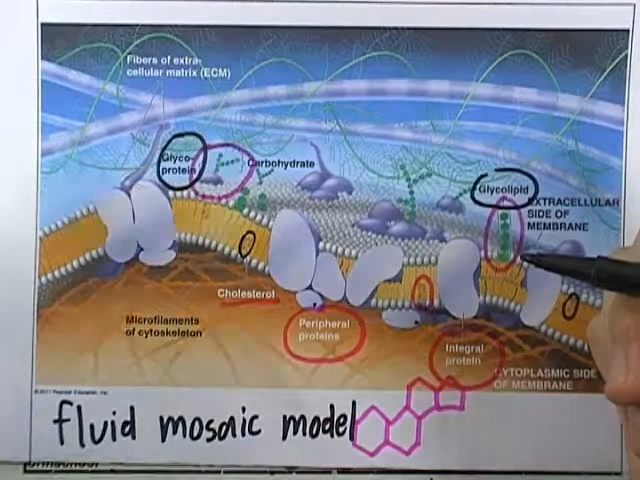 Fibers of extra-
cellular matrix (ECM)
Glyco-
protein
Carbohydrate
Glycolipid
EXTRACELLULAR
SIDE OF
MEMBRANE
Cholesterol
Microfilaments
of cytoskeleton
Peripheral
proteins
Integral
protein
CYTOPLASMIC SIDE
OF MEMBRANE
fluid mosaic model